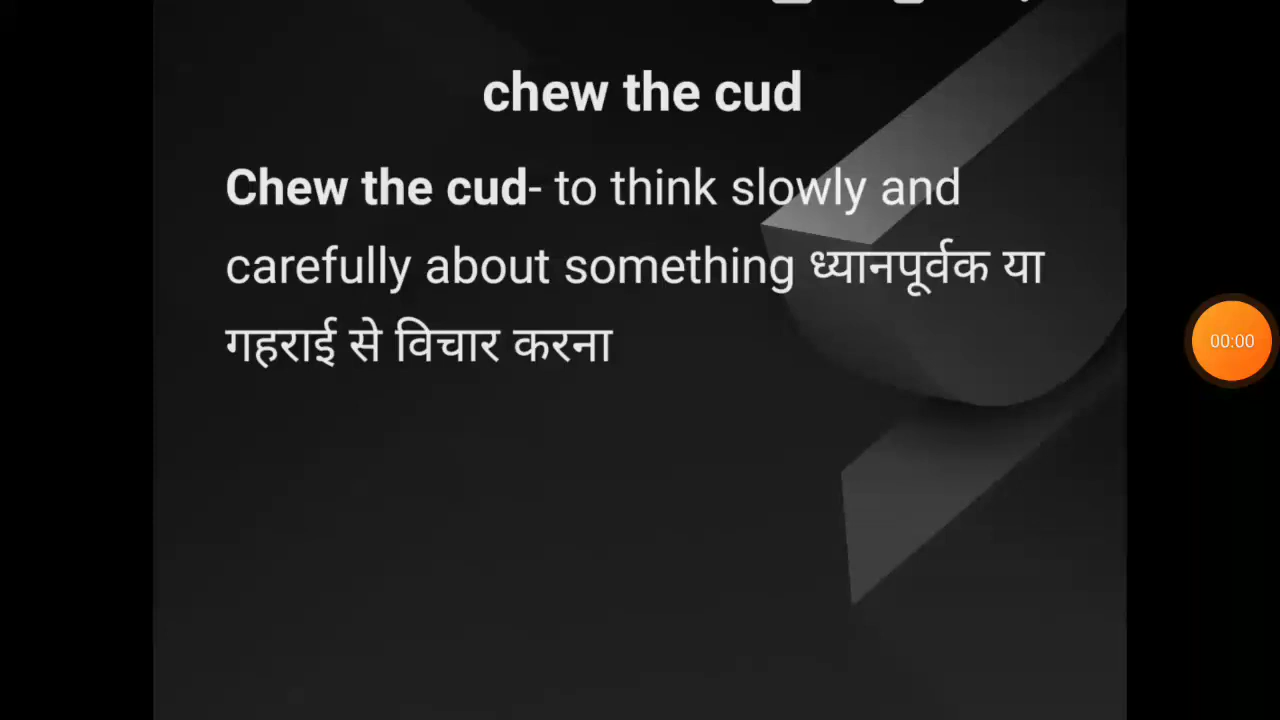 chew the cud
Chew the cud- to think slowly and
carefully about something ध्यानपूर्वक या
गहराई से विचार करना
00:00